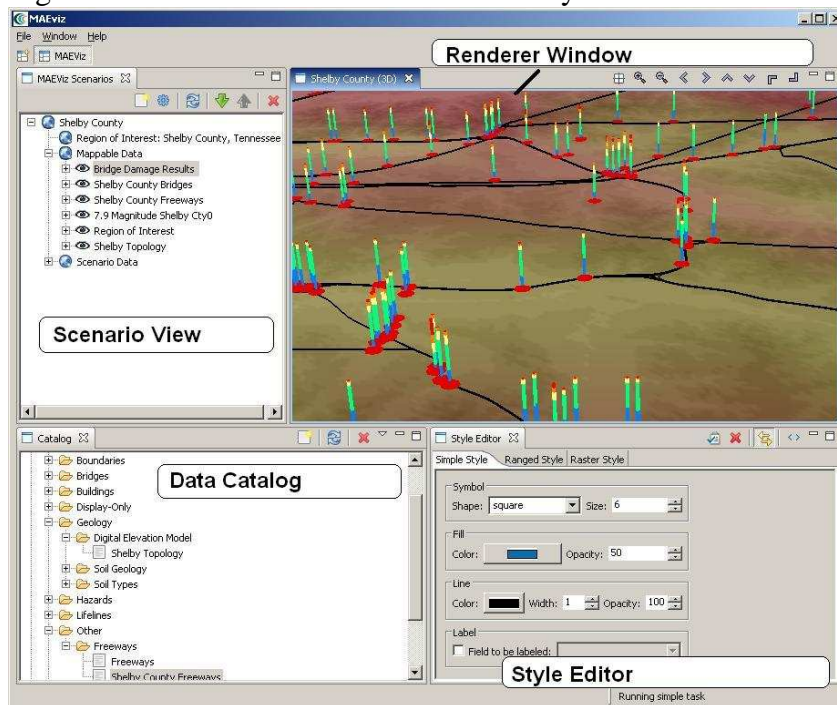 MAEviz
File Window Help
MAEViz
Renderer Window
MAEViz Scenarios
Shelby County (3D)
Shelby County
Region of Interest: Shelby County, Tennessee
Mappable Data
Bridge Damage Results
Shelby County Bridges
Shelby County Freeways
7.9 Magnitude Shelby Cty0
Region of Interest
Shelby Topology
Scenario Data
Scenario View
Catalog
Boundaries
Bridges
Buildings
Display-Only
Geology
Digital Elevation Model
Shelby Topology
Soil Geology
Soil Types
Hazards
Lifelines
Other
Freeways
Freeways
Shelby County Freeways
Data Catalog
Style Editor
Simple Style Ranged Style Raster Style
Symbol
Shape: square Size: 6
Fill
Color: Opacity: 50
Line
Color: Width: 1 Opacity: 100
Label
Field to be labeled:
Style Editor
Running simple task